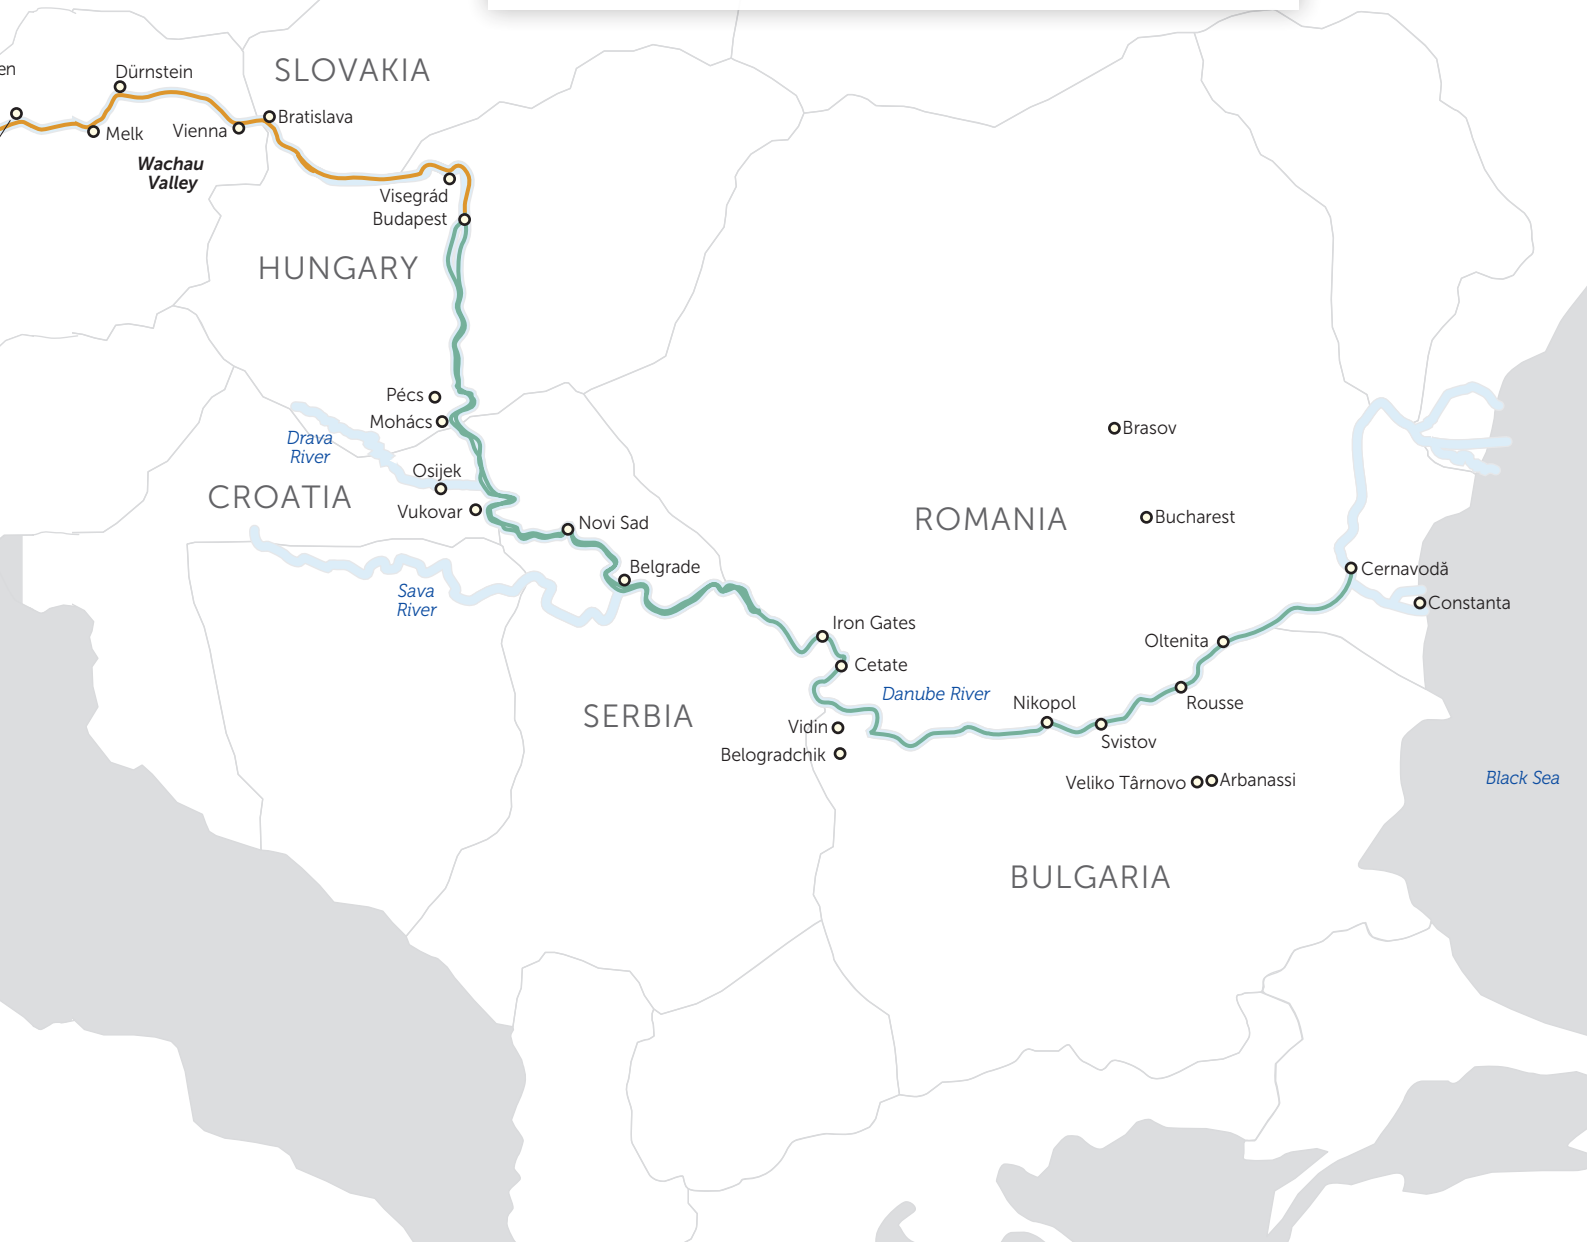 en
Dürnstein
SLOVAKIA
Bratislava
Melk
Vienna
Wachau
Valley
Visegrád
Budapest
HUNGARY
Pécs
Mohács
Drava
River
Osijek
CROATIA
Vukovar
Novi Sad
Belgrade
Sava
River
Brasov
ROMANIA
Bucharest
Cernavodă
Constanta
Iron Gates
Oltenita
Cetate
Danube River
Nikopol
Rousse
SERBIA
Vidin
Svistov
Belogradchik
Veliko Târnovo
Arbanassi
Black Sea
BULGARIA